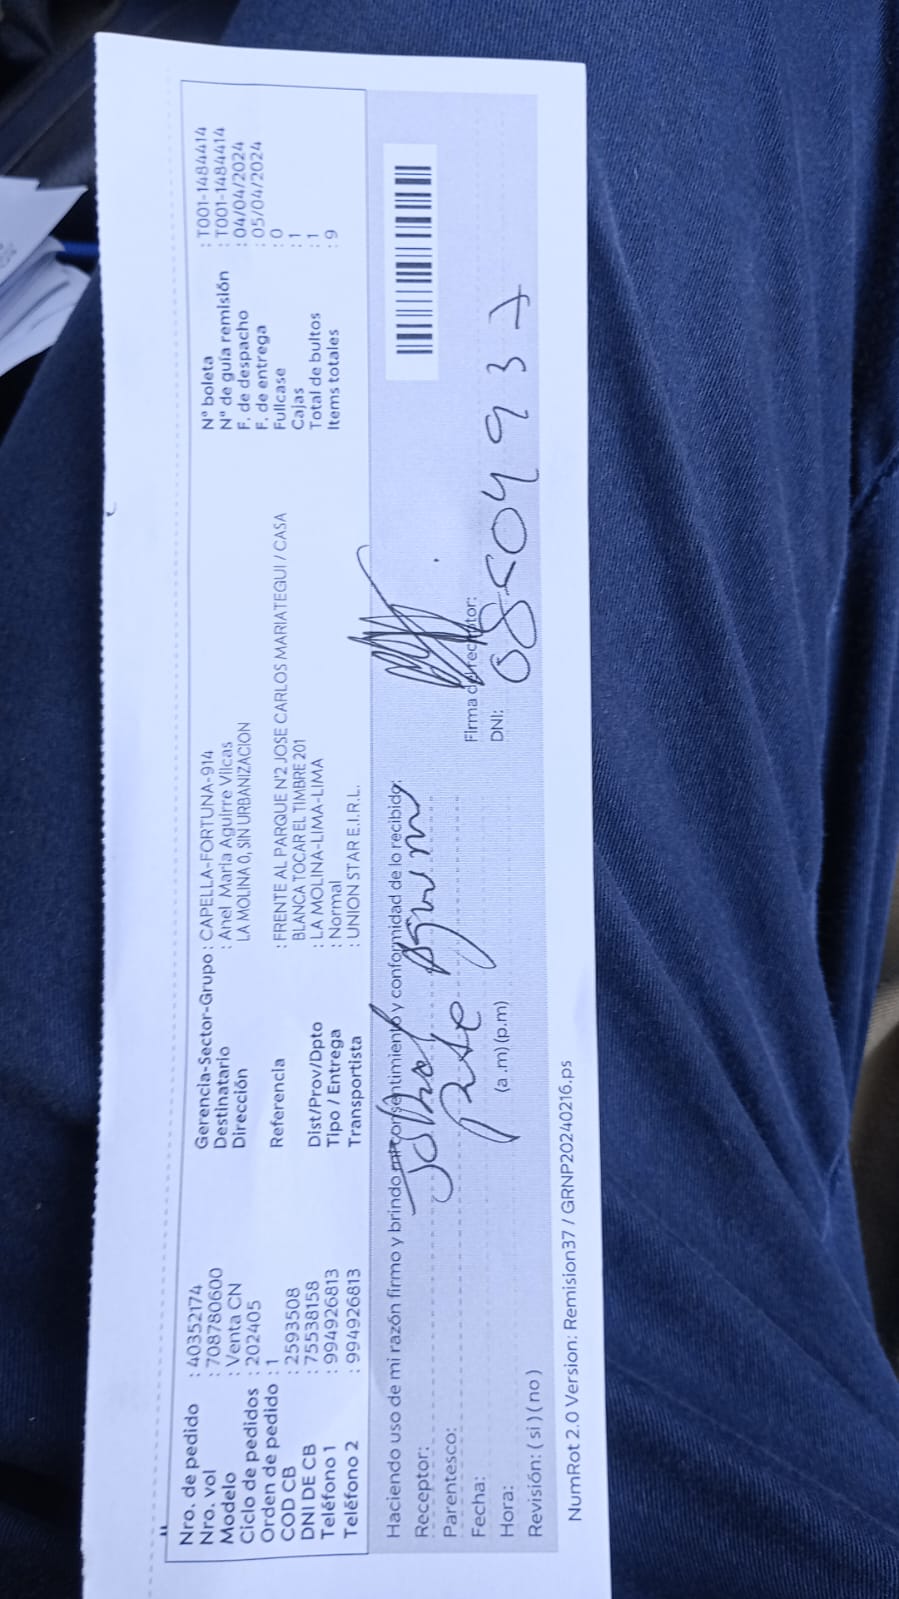 Nro. de pedido : 40352174
Nro. vol : 708780600
Modelo : Venta CN
Ciclo de pedidos : 202405
Orden de pedido : 1
COD CB : 2593508
DNI DE CB : 75538158
Teléfono 1 : 994926813
Teléfono 2 : 994926813
Gerencia-Sector-Grupo : CAPELLA-FORTUNA-914
Destinatario : Anel Maria Aguirre Vilcas
Dirección LA MOLINA 0, SIN URBANIZACION
Referencia : FRENTE AL PARQUE N'2 JOSE CARLOS MARIATEGUI / CASA
BLANCA TOCAR EL TIMBRE 201
Dist/Prov/Dpto : LA MOLINA-LIMA-LIMA
Tipo / Entrega : Normal
Transportista : UNION STAR E.I.R.L.
N° boleta : T001-1484414
N° de guía remisión : T001-1484414
F. de despacho : 04/04/2024
F. de entrega : 05/04/2024
Fullcase : 0
Cajas : 1
Total de bultos : 1
Items totales : 9
Haciendo uso de mi razón firmo y brindo mi consentimiento y conformidad de lo recibido:
Receptor:
Parentesco:
Fecha:
Hora: (a.m) (p.m)
Revisión: ( si ) ( no )
Firma del receptor:
DNI: 08504937
NumRot 2.0 Version: Remision37 / GRNP20240216.ps